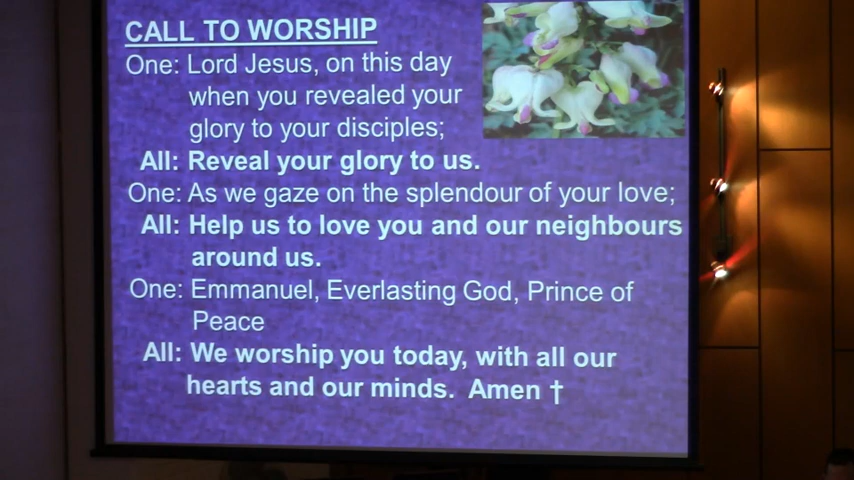 CALL TO WORSHIP
One: Lord Jesus, on this day
when you revealed your
glory to your disciples;
All: Reveal your glory to us.
One: As we gaze on the splendour of your love;
All: Help us to love you and our neighbours
around us.
One: Emmanuel, Everlasting God, Prince of
Peace
All: We worship you today, with all our
hearts and our minds. Amen †